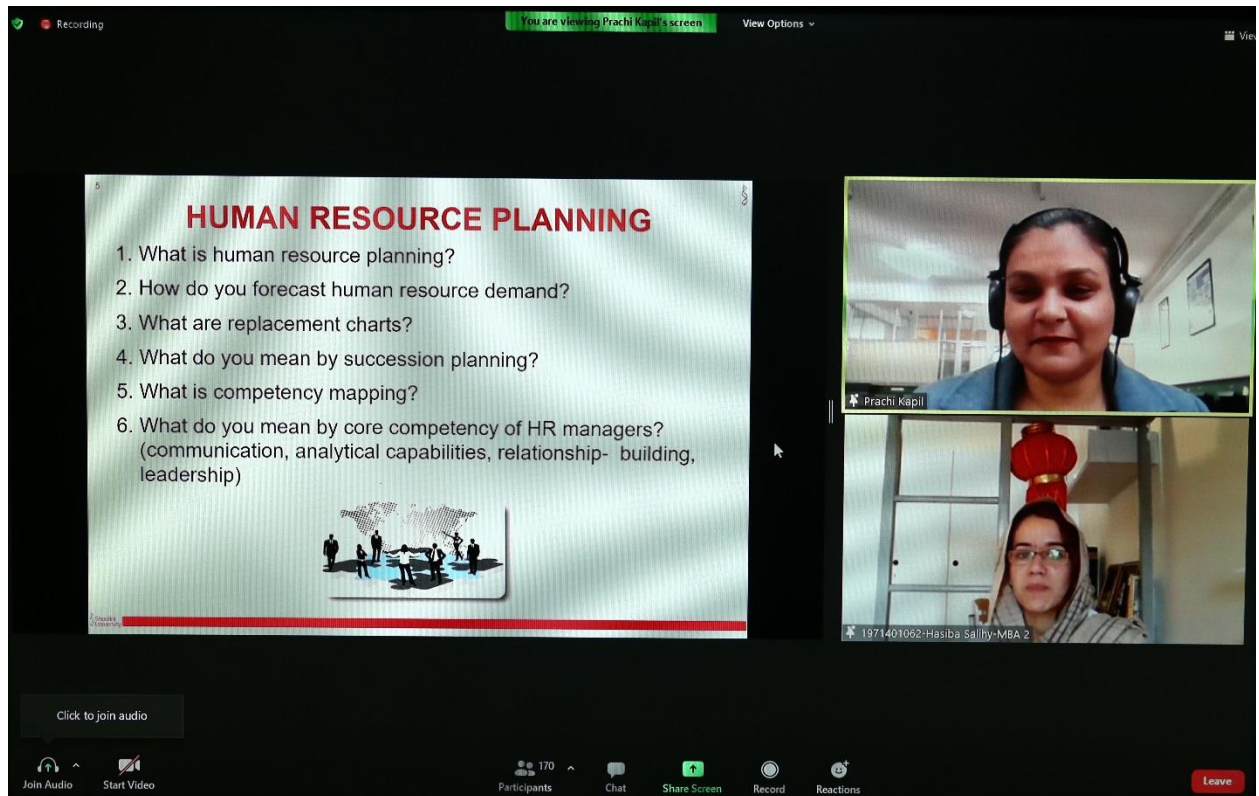 Recording
You are viewing Prachi Kapil's screen
View Options
View
5
HUMAN RESOURCE PLANNING
1. What is human resource planning?
2. How do you forecast human resource demand?
3. What are replacement charts?
4. What do you mean by succession planning?
5. What is competency mapping?
6. What do you mean by core competency of HR managers?
(communication, analytical capabilities, relationship- building,
leadership)
Shoolini
University
Prachi Kapil
1971401062-Hasiba Salihy-MBA 2
Click to join audio
Join Audio
Start Video
170
Participants
Chat
Share Screen
Record
Reactions
Leave